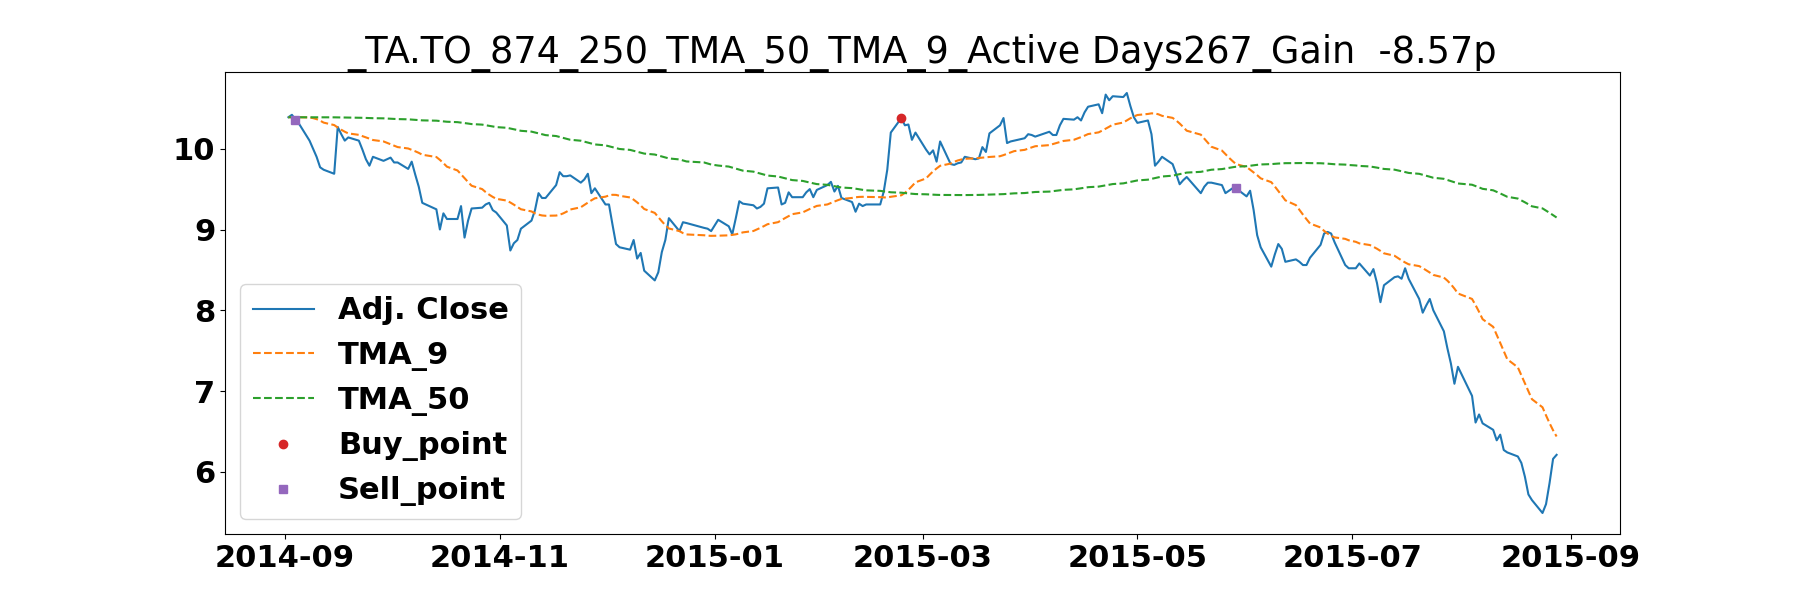 _TA.TO_874_250_TMA_50_TMA_9_Active Days267_Gain  -8.57p
10
9
8
7
6
Adj. Close
TMA_9
TMA_50
Buy_point
Sell_point
2014-09 2014-11 2015-01 2015-03 2015-05 2015-07 2015-09